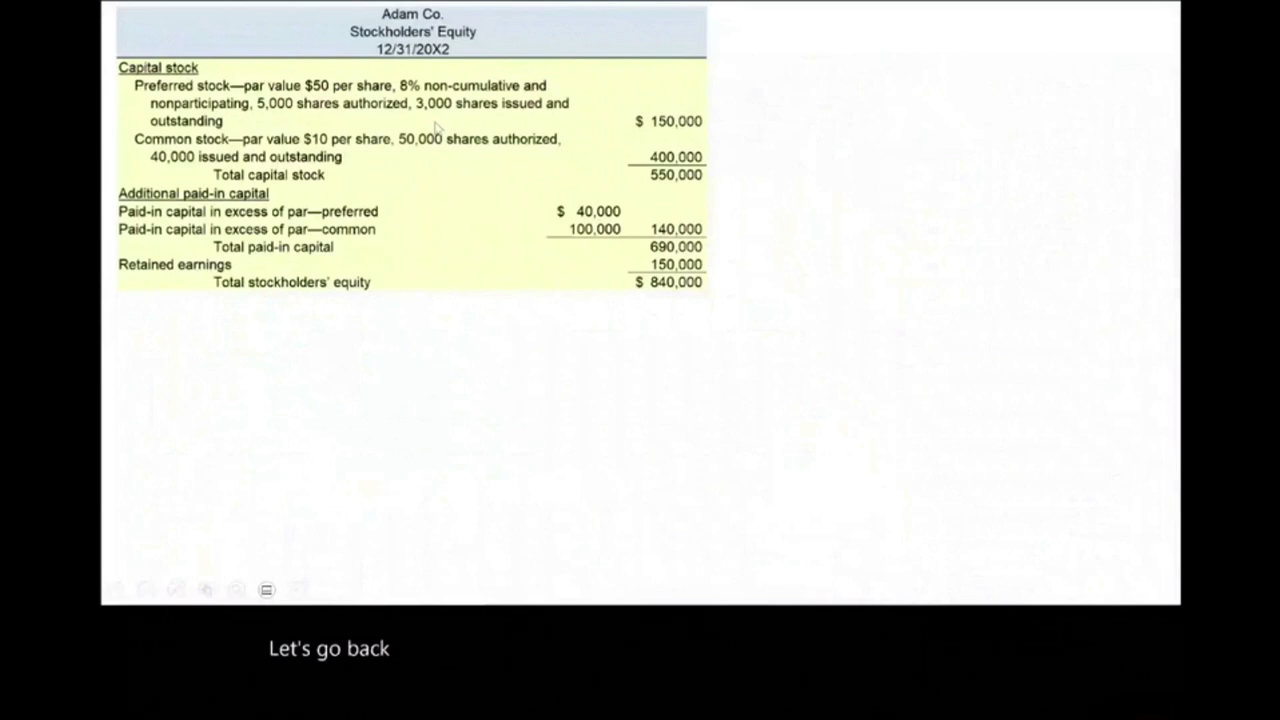 Adam Co.
Stockholders' Equity
12/31/20X2
Capital stock
Preferred stock—par value $50 per share, 8% non-cumulative and
nonparticipating, 5,000 shares authorized, 3,000 shares issued and
outstanding $ 150,000
Common stock—par value $10 per share, 50,000 shares authorized,
40,000 issued and outstanding 400,000
Total capital stock 550,000
Additional paid-in capital
Paid-in capital in excess of par—preferred $ 40,000
Paid-in capital in excess of par—common 100,000 140,000
Total paid-in capital 690,000
Retained earnings 150,000
Total stockholders' equity $ 840,000
Let's go back